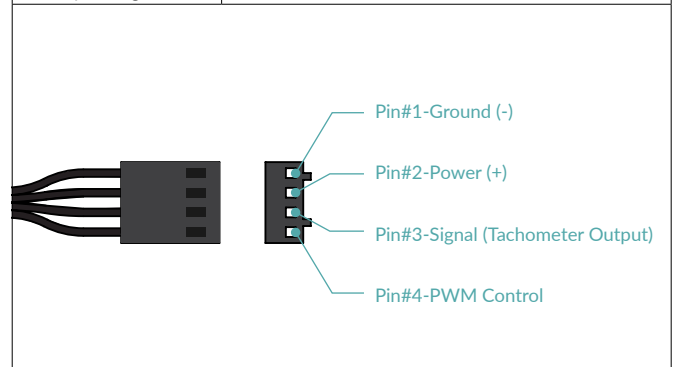 Pin#1-Ground (-)
Pin#2-Power (+)
Pin#3-Signal (Tachometer Output)
Pin#4-PWM Control